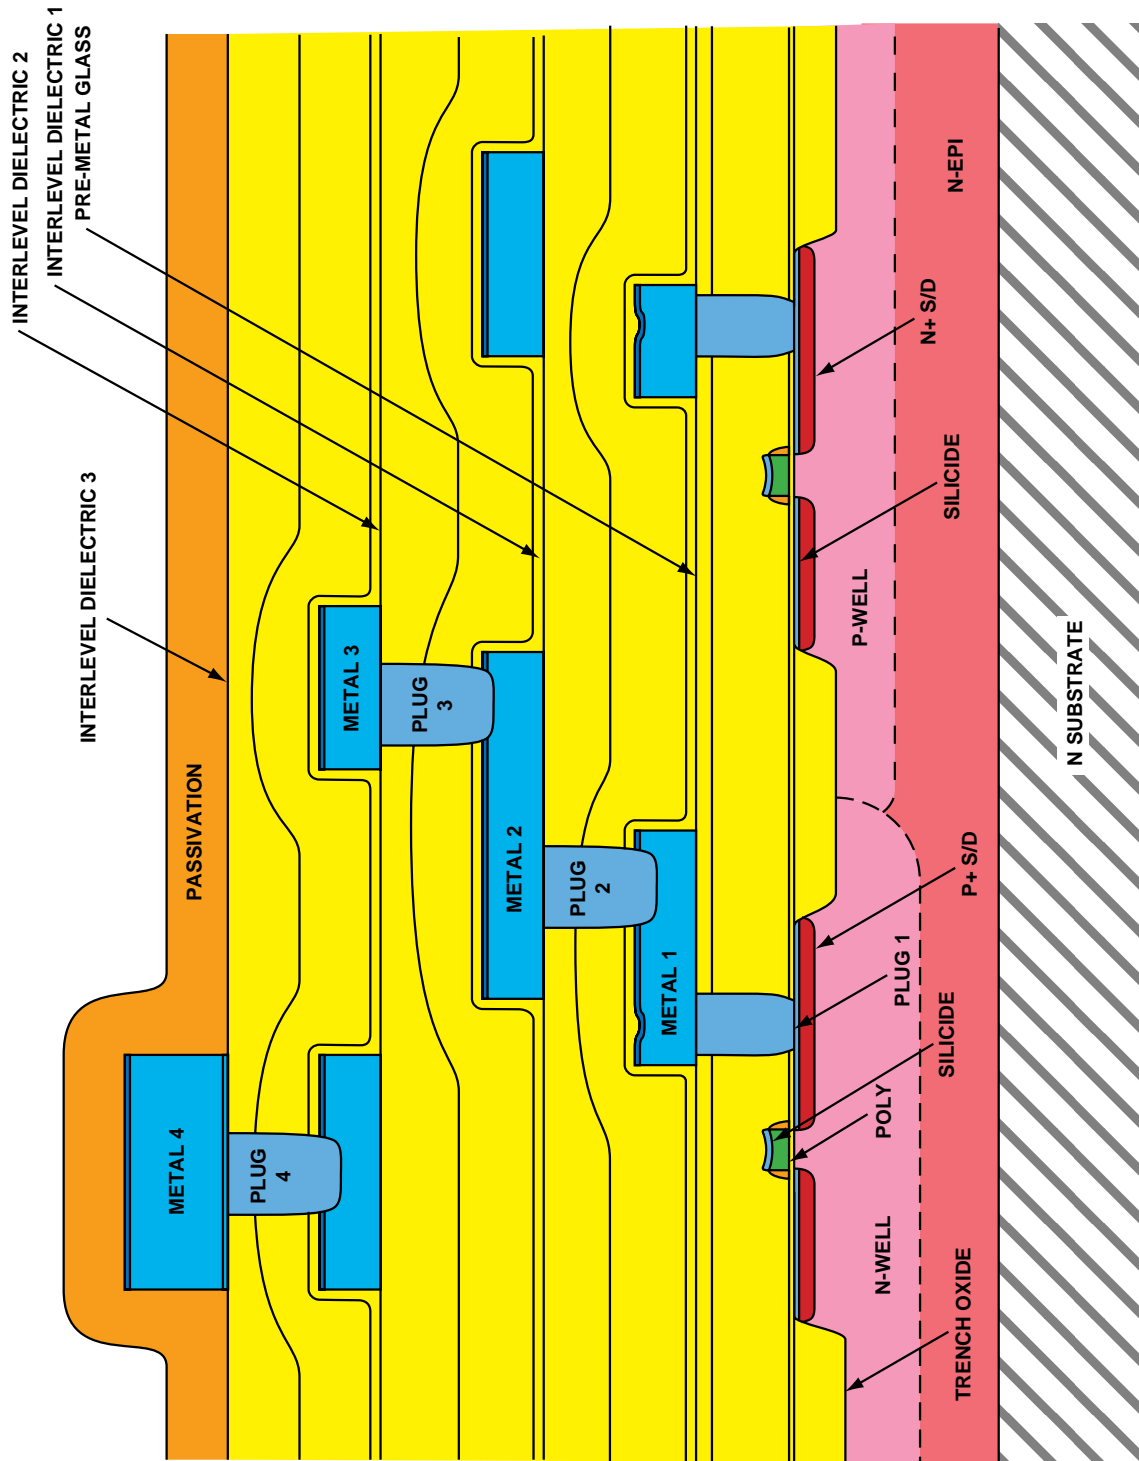 INTERLEVEL DIELECTRIC 2
INTERLEVEL DIELECTRIC 1
PRE-METAL GLASS
INTERLEVEL DIELECTRIC 3
PASSIVATION
METAL 4
PLUG
4
METAL 3
PLUG
3
METAL 2
PLUG
2
METAL 1
PLUG 1
SILICIDE
POLY
N-WELL
TRENCH OXIDE
P+ S/D
P-WELL
SILICIDE
N+ S/D
N-EPI
N SUBSTRATE